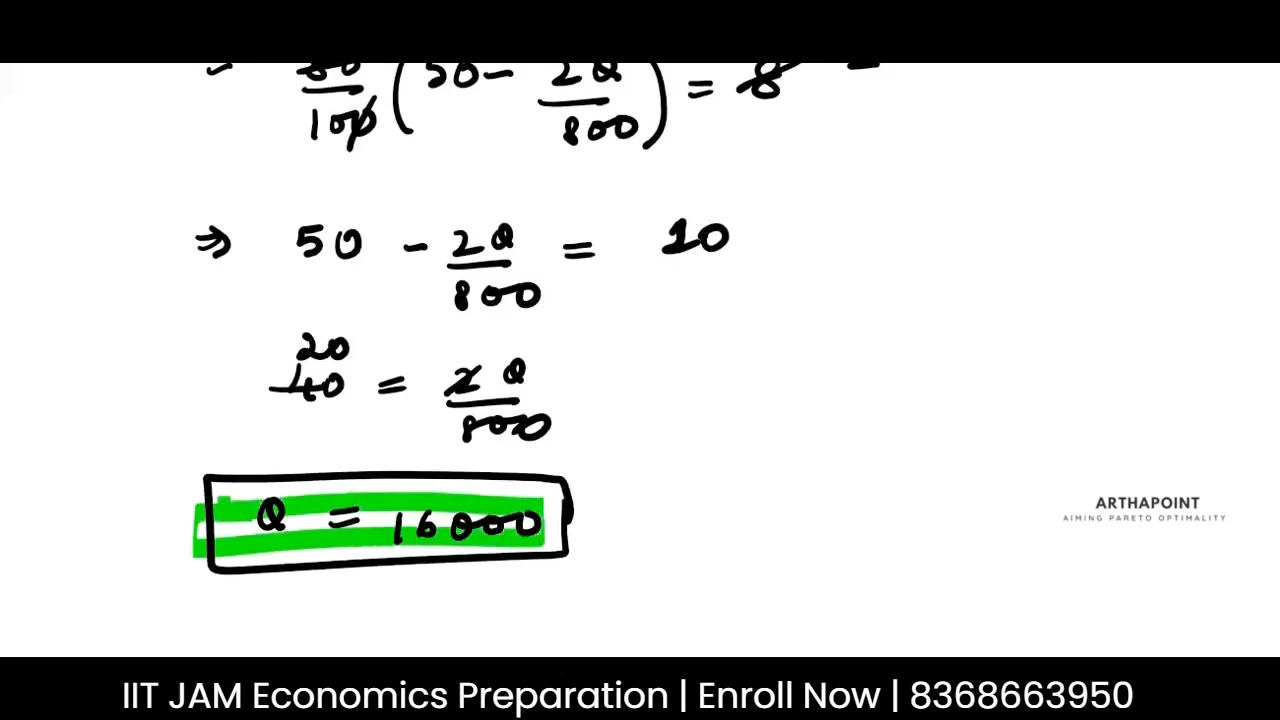 ⇒ 80/100 (50 - 2Q/800) = 8
⇒ 50 - 2Q/800 = 10
20
40 = 2Q/800
Q = 16000
ARTHAPOINT
AIMING PARETO OPTIMALITY
IIT JAM Economics Preparation | Enroll Now | 8368663950